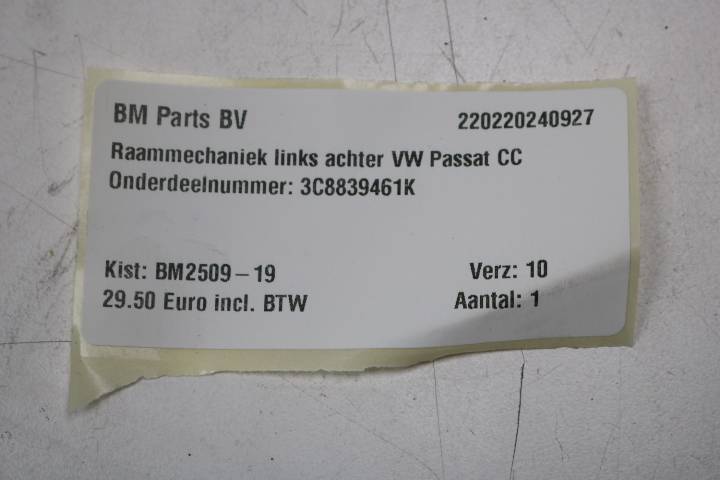 BM Parts BV 220220240927
Raammechaniek links achter VW Passat CC
Onderdeelnummer: 3C8839461K
Kist: BM2509-19 Verz: 10
29.50 Euro incl. BTW Aantal: 1